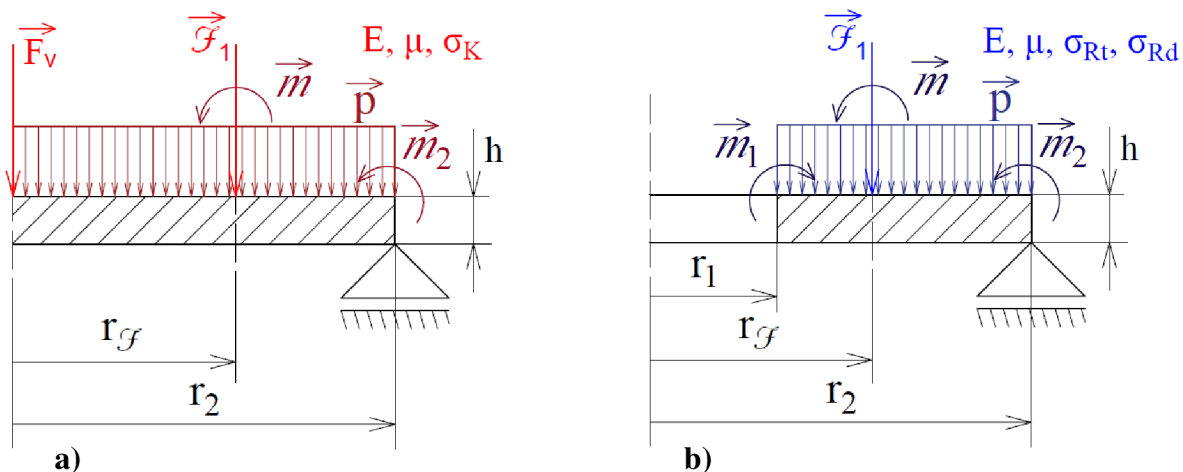 F_v ℱ_1 E, μ, σ_K
m
p
m_2
h
r_ℱ
r_2
a)
ℱ_1 E, μ, σ_Rt, σ_Rd
m
p
m_1 m_2
h
r_1
r_ℱ
r_2
b)